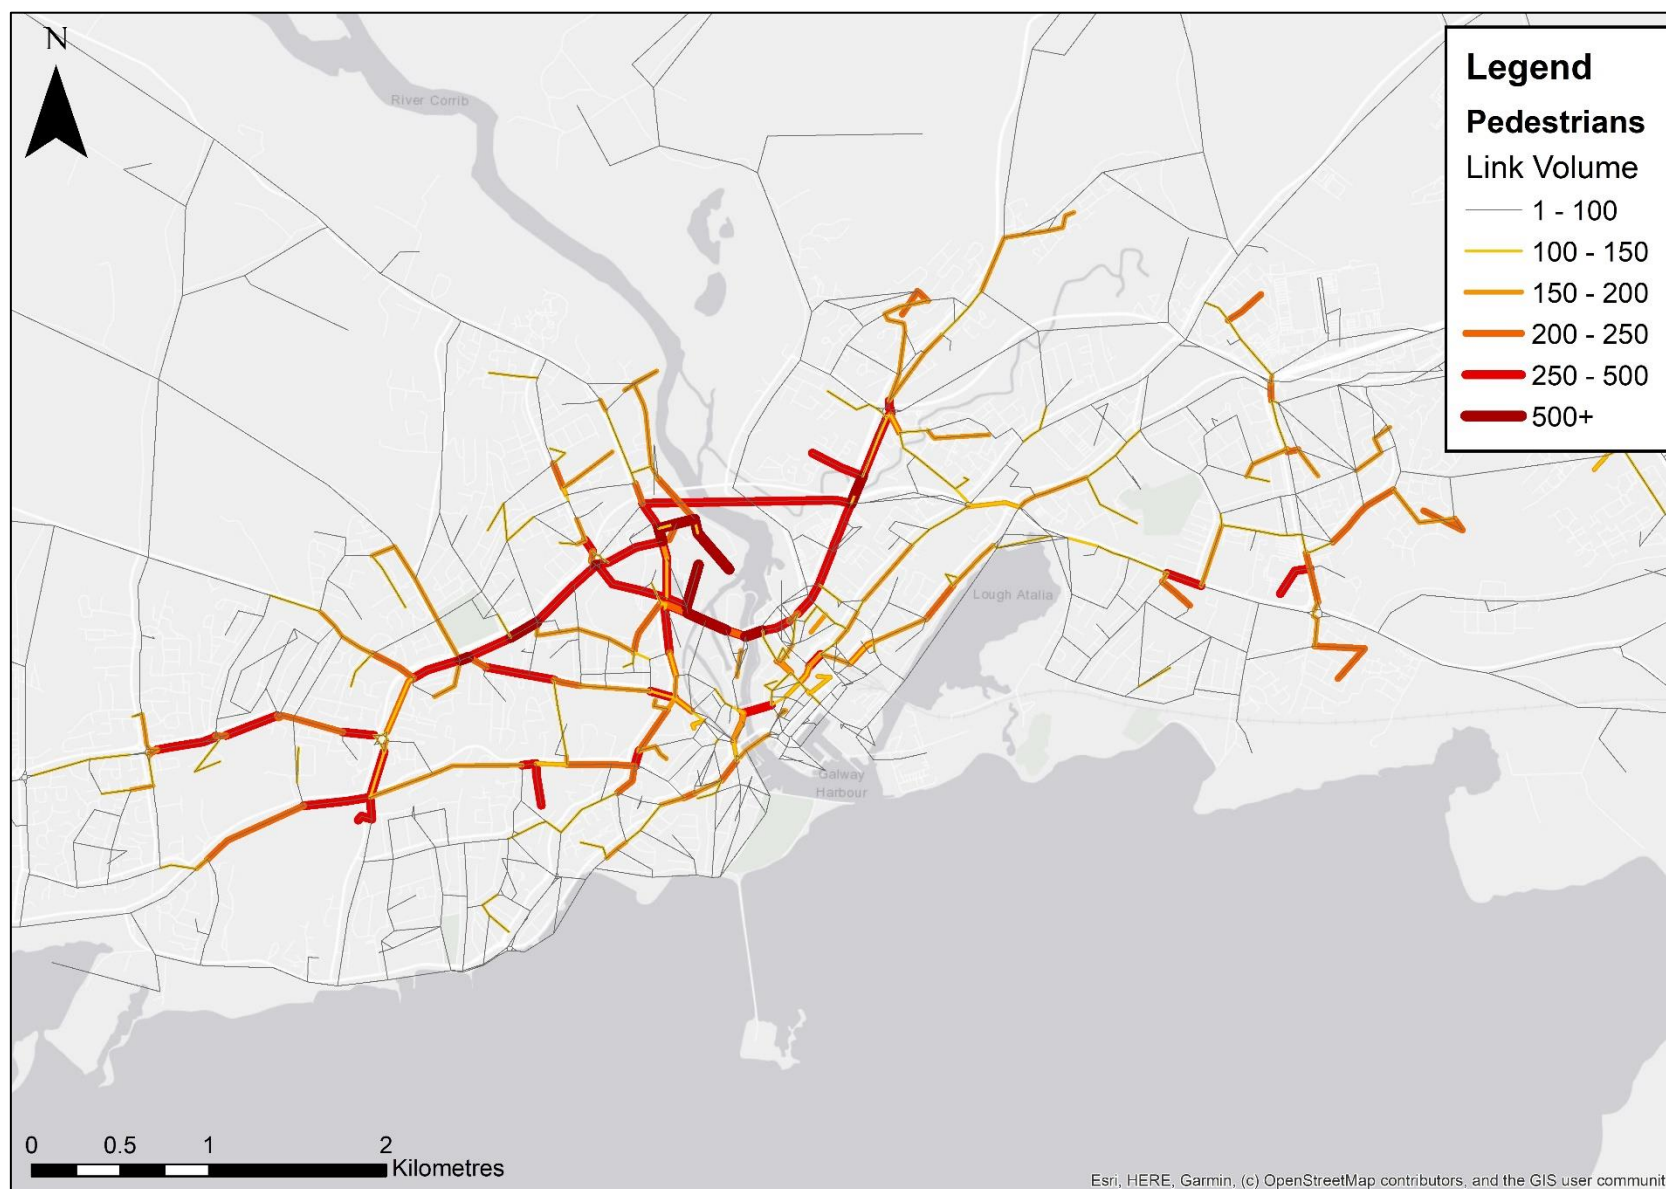 N
River Corrib
Legend
Pedestrians
Link Volume
1 - 100
100 - 150
150 - 200
200 - 250
250 - 500
500+
Lough Atalia
Galway
Harbour
0 0.5 1 2
Kilometres
Esri, HERE, Garmin, (c) OpenStreetMap contributors, and the GIS user communit